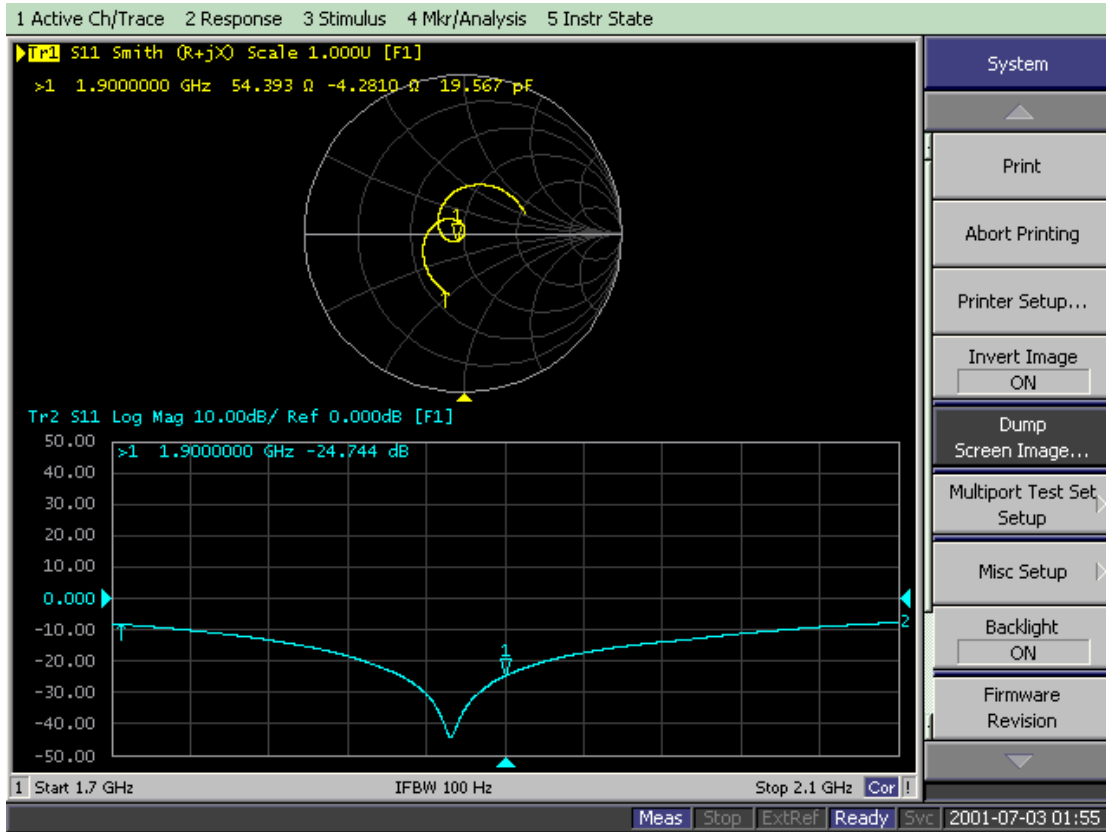 1 Active Ch/Trace 2 Response 3 Stimulus 4 Mkr/Analysis 5 Instr State
Tr1 S11 Smith (R+jX) Scale 1.000U [F1]
>1 1.9000000 GHz 54.393 Ω -4.2810 Ω 19.567 pF
1
Tr2 S11 Log Mag 10.00dB/ Ref 0.000dB [F1]
50.00
>1 1.9000000 GHz -24.744 dB
40.00
30.00
20.00
10.00
0.000
-10.00
2
-20.00
1
-30.00
-40.00
-50.00
1 Start 1.7 GHz IFBW 100 Hz Stop 2.1 GHz Cor !
System
Print
Abort Printing
Printer Setup...
Invert Image
ON
Dump
Screen Image...
Multiport Test Set
Setup
Misc Setup
Backlight
ON
Firmware
Revision
Meas Stop ExtRef Ready Svc 2001-07-03 01:55